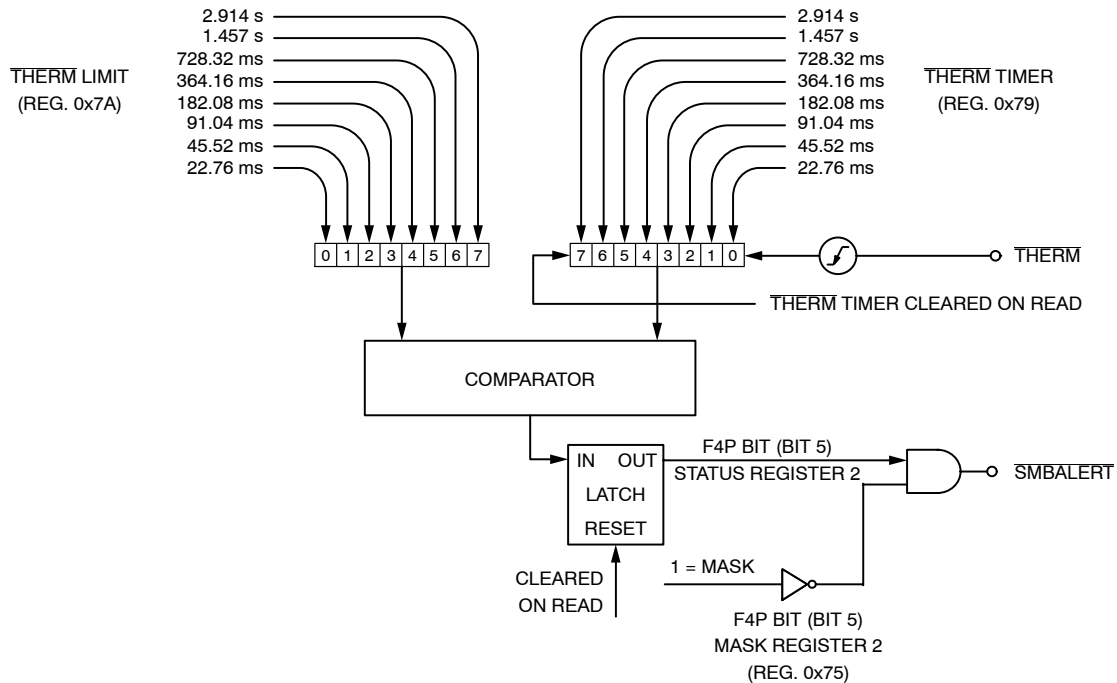 2.914 s
1.457 s
728.32 ms
364.16 ms
182.08 ms
91.04 ms
45.52 ms
22.76 ms
THERM LIMIT
(REG. 0x7A)
2.914 s
1.457 s
728.32 ms
364.16 ms
182.08 ms
91.04 ms
45.52 ms
22.76 ms
THERM TIMER
(REG. 0x79)
0 1 2 3 4 5 6 7
7 6 5 4 3 2 1 0
THERM
THERM TIMER CLEARED ON READ
COMPARATOR
IN OUT
LATCH
RESET
F4P BIT (BIT 5)
STATUS REGISTER 2
SMBALERT
CLEARED
ON READ
1 = MASK
F4P BIT (BIT 5)
MASK REGISTER 2
(REG. 0x75)